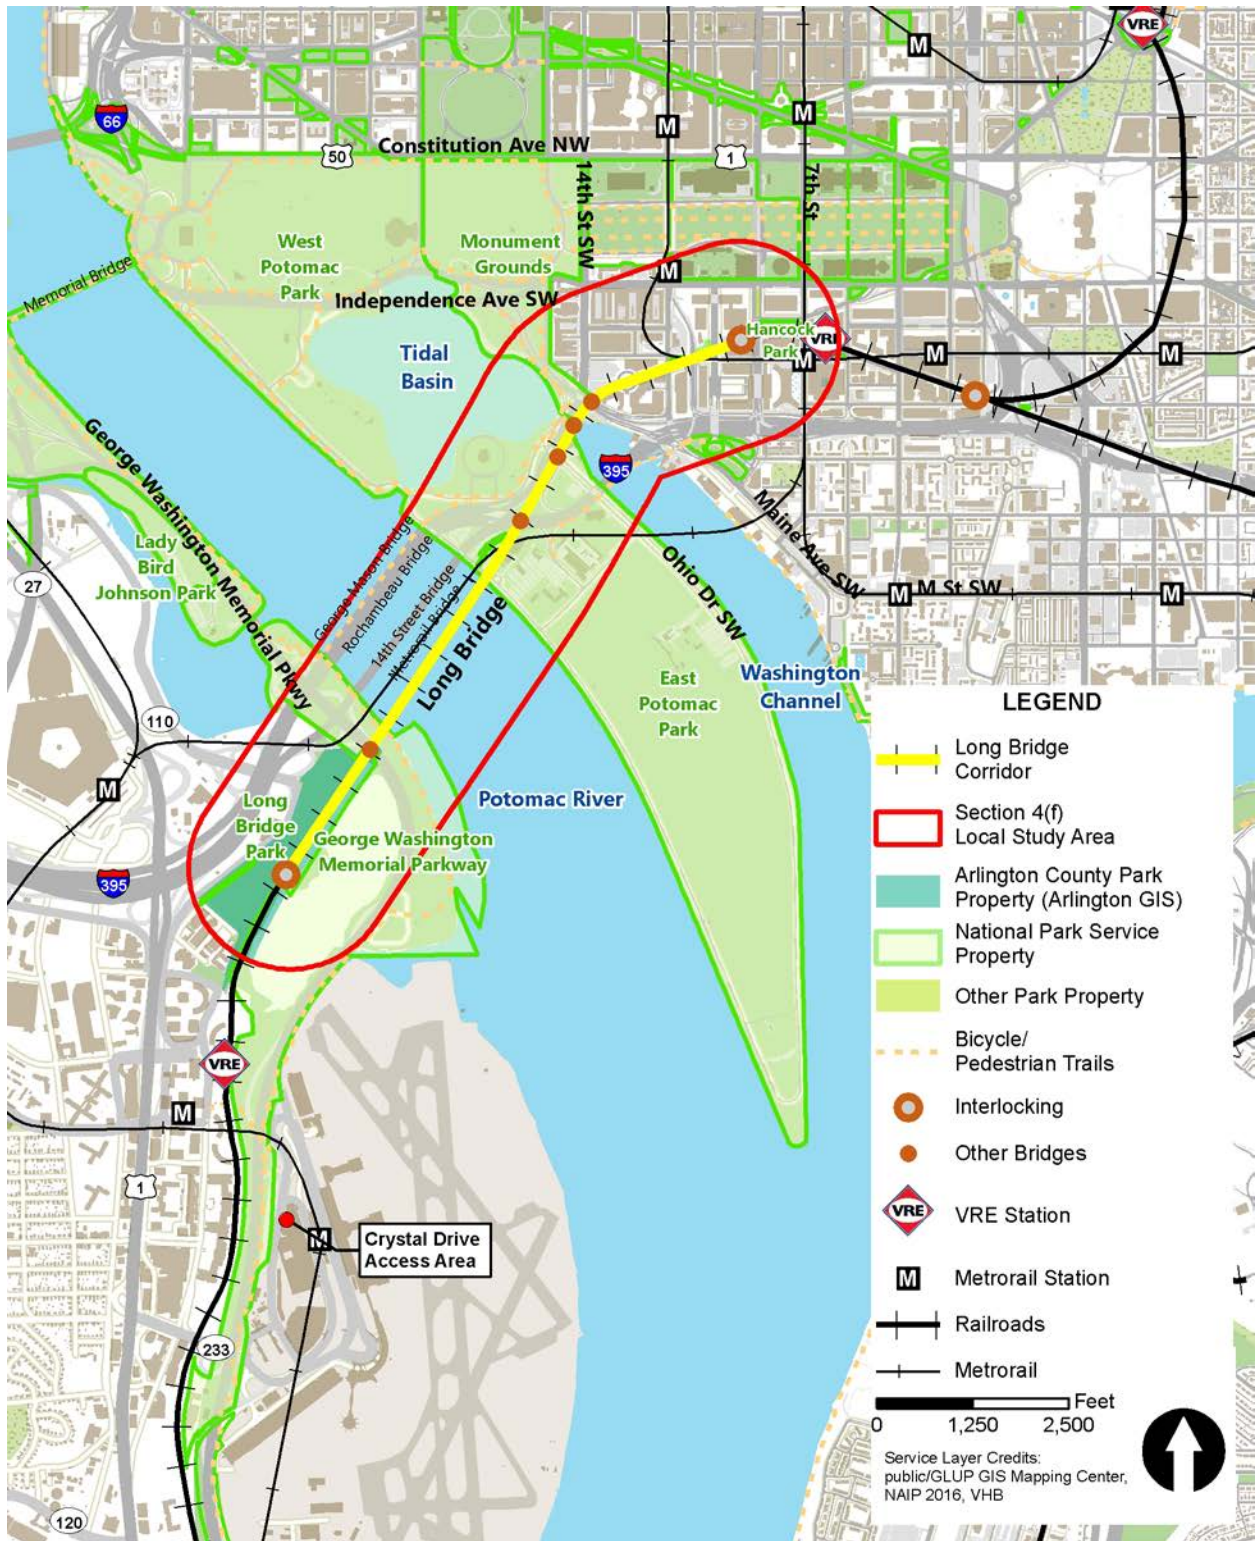 VRE
M
66
M
M
Constitution Ave NW
50
1
14th St SW
7th St
West
Potomac
Park
Monument
Grounds
Memorial Bridge
M
Independence Ave SW
Hancock
Park
VRE
M
M
M
Tidal
Basin
George Washington Memorial Pkwy
395
Maine Ave SW
Lady
Bird
Johnson Park
27
George Mason Bridge
Rochambeau Bridge
14th Street Bridge
Metrorail Bridge
Long Bridge
Ohio Dr SW
M
M St SW
M
East
Potomac
Park
Washington
Channel
110
M
Potomac River
Long
Bridge
Park
George Washington
Memorial Parkway
395
VRE
M
1
M
Crystal Drive
Access Area
233
120
LEGEND
Long Bridge
Corridor
Section 4(f)
Local Study Area
Arlington County Park
Property (Arlington GIS)
National Park Service
Property
Other Park Property
Bicycle/
Pedestrian Trails
Interlocking
Other Bridges
VRE
VRE Station
M
Metrorail Station
Railroads
Metrorail
Feet
0 1,250 2,500
Service Layer Credits:
public/GLUP GIS Mapping Center,
NAIP 2016, VHB